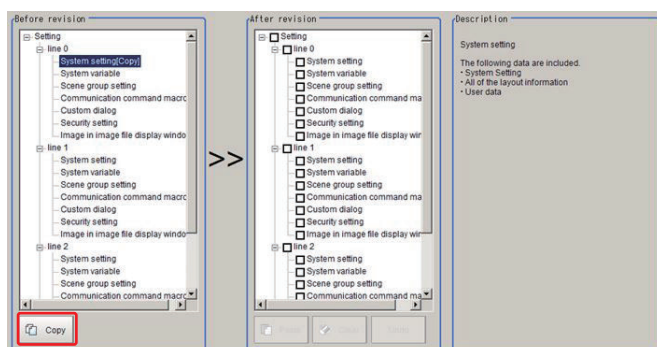 Before revision
Setting
line 0
System setting[Copy]
System variable
Scene group setting
Communication command macro
Custom dialog
Security setting
Image in image file display windo
line 1
System setting
System variable
Scene group setting
Communication command macro
Custom dialog
Security setting
Image in image file display windo
line 2
System setting
System variable
Scene group setting
Communication command macro
Copy
>>
After revision
Setting
line 0
System setting
System variable
Scene group setting
Communication command ma
Custom dialog
Security setting
Image in image file display wir
line 1
System setting
System variable
Scene group setting
Communication command ma
Custom dialog
Security setting
Image in image file display wir
line 2
System setting
System variable
Scene group setting
Communication command ma
Description
System setting
The following data are included.
・System Setting
・All of the layout information
・User data